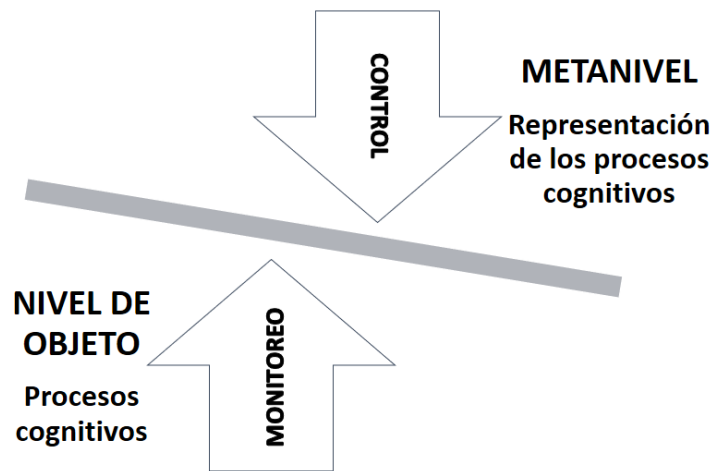 CONTROL
METANIVEL
Representación
de los procesos
cognitivos
NIVEL DE
OBJETO
Procesos
cognitivos
MONITOREO